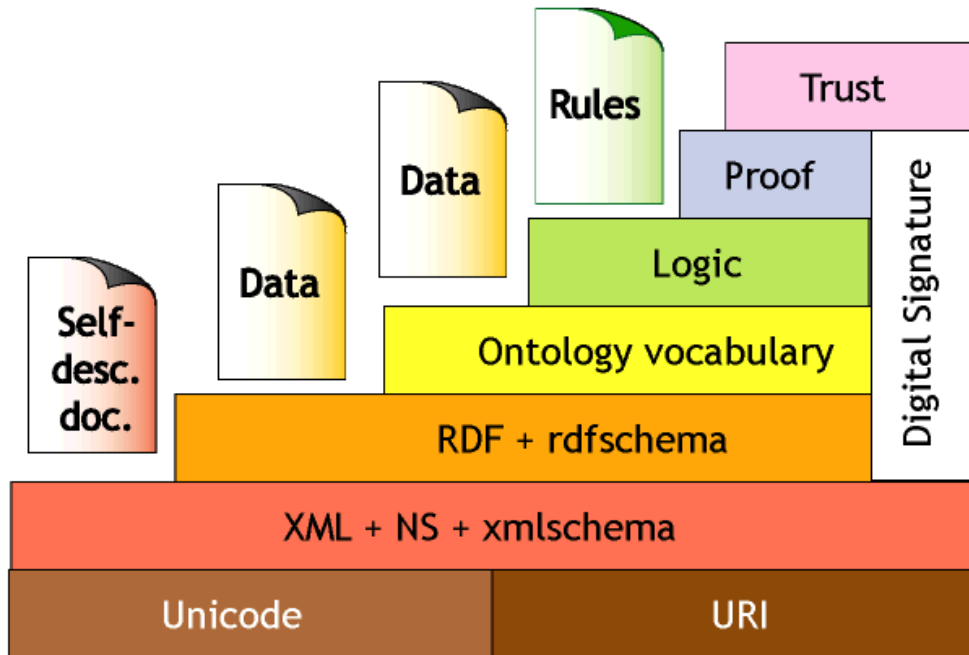 Rules
Trust
Data
Proof
Data
Logic
Self-
desc.
doc.
Ontology vocabulary
Digital Signature
RDF + rdfschema
XML + NS + xmlschema
Unicode
URI